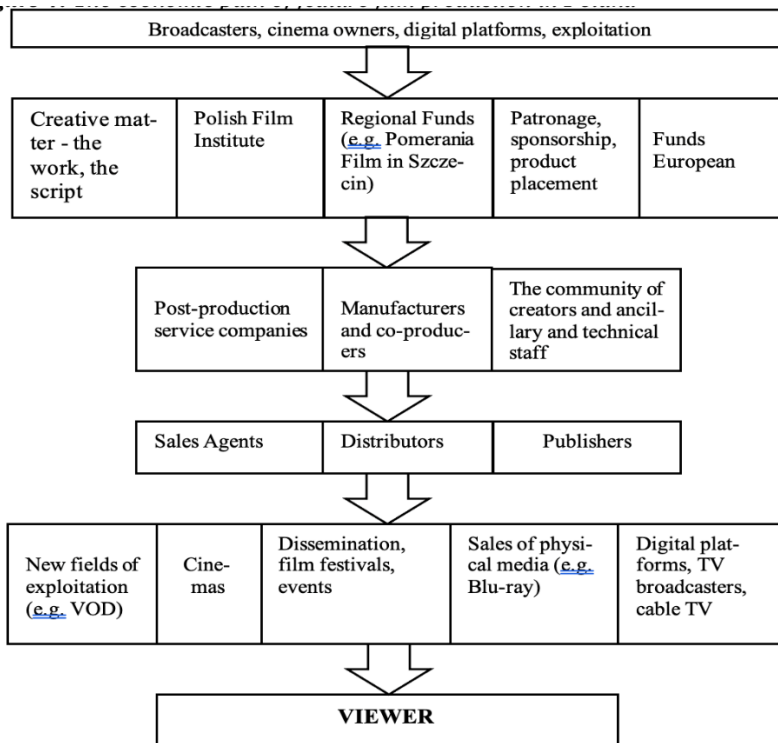 Broadcasters, cinema owners, digital platforms, exploitation
Creative mat-
ter - the
work, the
script
Polish Film
Institute
Regional Funds
(e.g. Pomerania
Film in Szcze-
cin)
Patronage,
sponsorship,
product
placement
Funds
European
Post-production
service companies
Manufacturers
and co-produc-
ers
The community of
creators and ancil-
lary and technical
staff
Sales Agents
Distributors
Publishers
New fields of
exploitation
(e.g. VOD)
Cine-
mas
Dissemination,
film festivals,
events
Sales of physi-
cal media (e.g.
Blu-ray)
Digital plat-
forms, TV
broadcasters,
cable TV
VIEWER